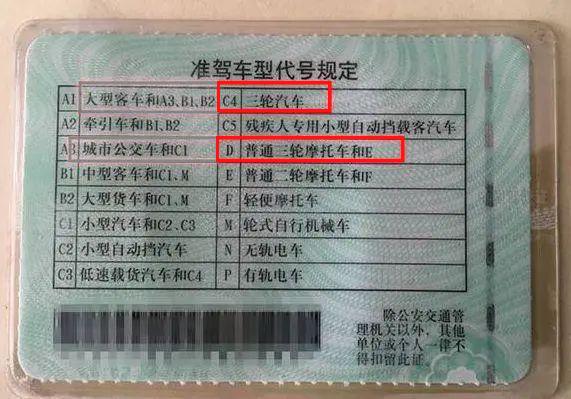 准驾车型代号规定
A1 大型客车和A3、B1、B2 C4 三轮汽车
A2 牵引车和B1、B2 C5 残疾人专用小型自动挡载客汽车
A3 城市公交车和C1 D 普通三轮摩托车和E
B1 中型客车和C1、M E 普通二轮摩托车和F
B2 大型货车和C1、M F 轻便摩托车
C1 小型汽车和C2、C3 M 轮式自行机械车
C2 小型自动挡汽车 N 无轨电车
C3 低速载货汽车和C4 P 有轨电车
除公安交通管
理机关以外，其他
单位或个人一律不
得扣留此证。